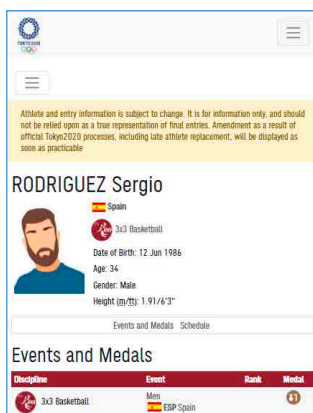 TOKYO2020
Athlete and entry information is subject to change. It is for information only, and should
not be relied upon as a true representation of final entries. Amendment as a result of
official Tokyo2020 processes, including late athlete replacement, will be displayed as
soon as practicable
RODRIGUEZ Sergio
Spain
3x3 Basketball
Date of Birth: 12 Jun 1986
Age: 34
Gender: Male
Height (m/ft): 1.91/6'3"
Events and Medals Schedule
Events and Medals
Discipline Event Rank Medal
3x3 Basketball Men
ESP Spain